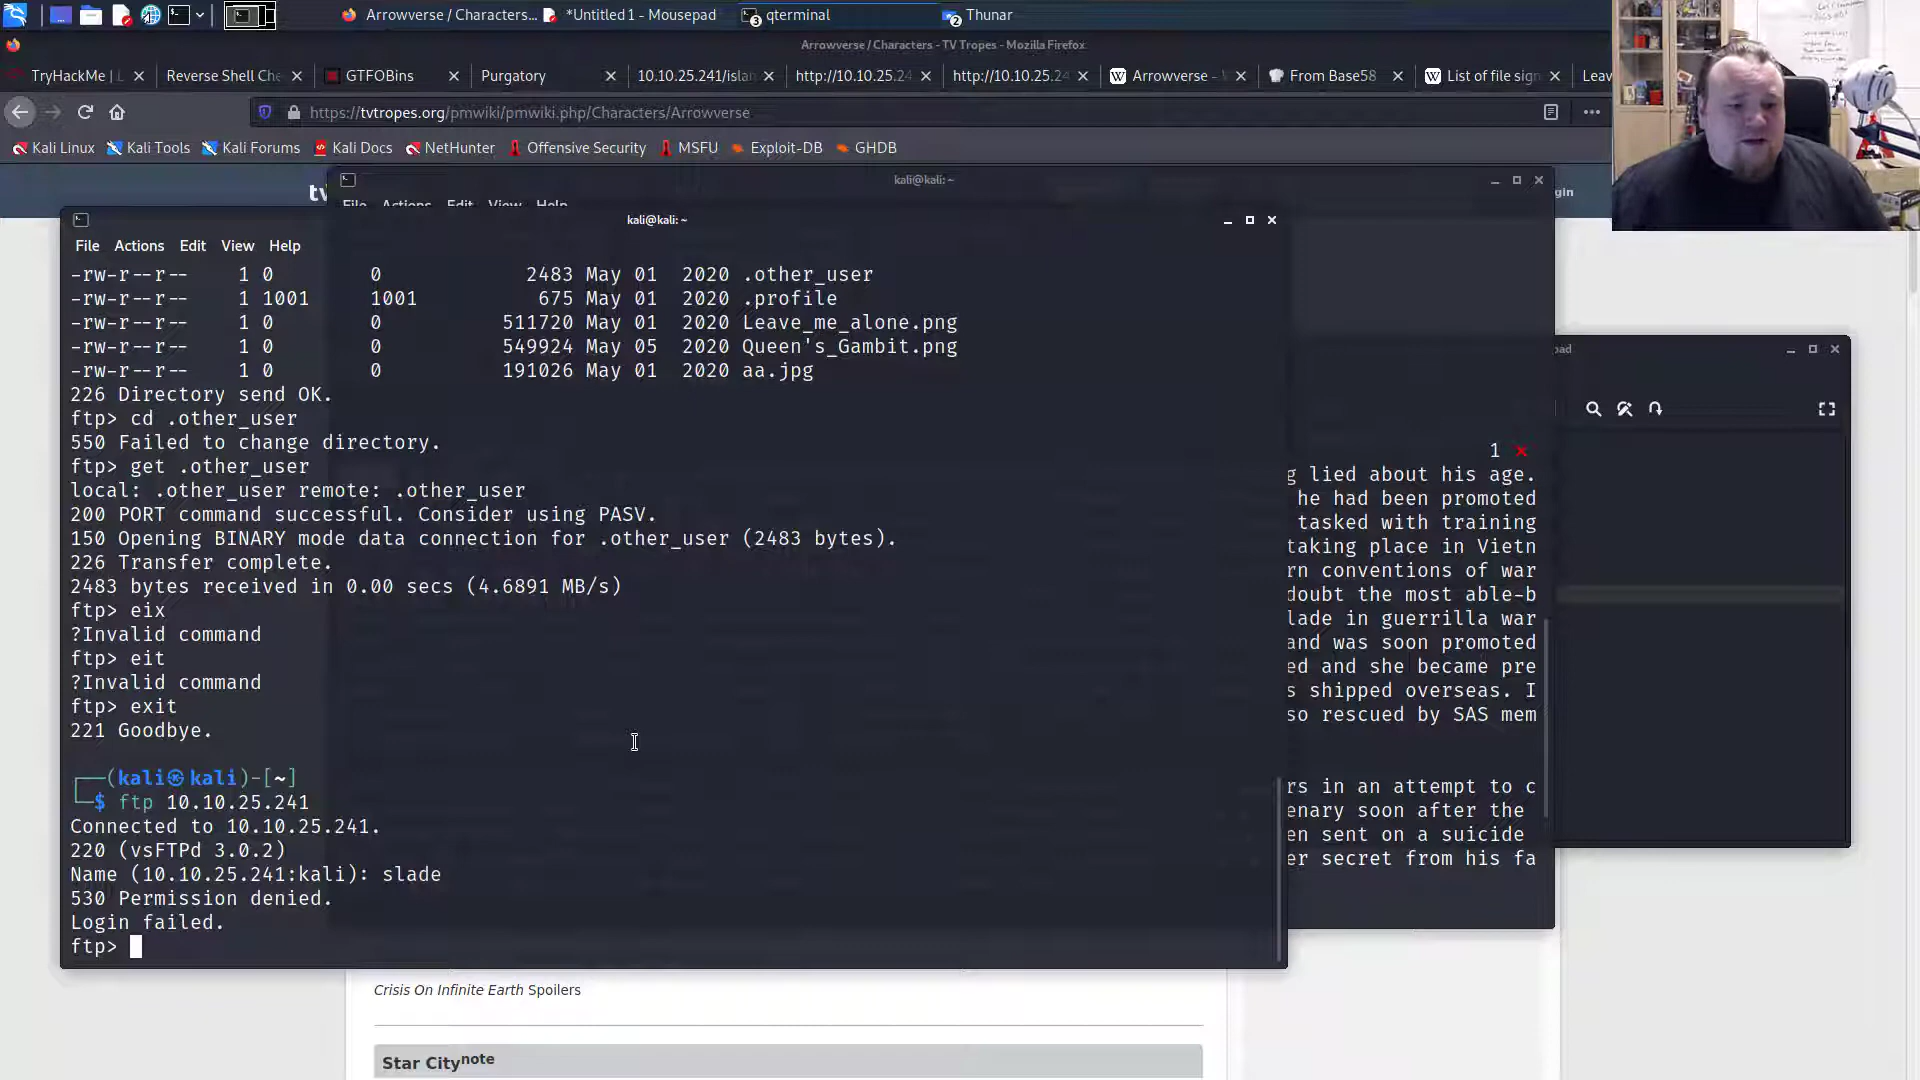 Arrowverse / Characters...
*Untitled 1 - Mousepad
3
qterminal
2
Thunar
Arrowverse / Characters - TV Tropes - Mozilla Firefox
TryHackMe | L
Reverse Shell Che
GTFOBins
Purgatory
10.10.25.241/islan
http://10.10.25.24
http://10.10.25.24
Arrowverse -
From Base58
List of file sign
Leav
https://tvtropes.org/pmwiki/pmwiki.php/Characters/Arrowverse
Kali Linux
Kali Tools
Kali Forums
Kali Docs
NetHunter
Offensive Security
MSFU
Exploit-DB
GHDB
kali@kali: ~
tv
gin
File Actions Edit View Help
kali@kali: ~
File Actions Edit View Help
-rw-r--r-- 1 0 0 2483 May 01 2020 .other_user
-rw-r--r-- 1 1001 1001 675 May 01 2020 .profile
-rw-r--r-- 1 0 0 511720 May 01 2020 Leave_me_alone.png
-rw-r--r-- 1 0 0 549924 May 05 2020 Queen's_Gambit.png
-rw-r--r-- 1 0 0 191026 May 01 2020 aa.jpg
226 Directory send OK.
ftp> cd .other_user
550 Failed to change directory.
ftp> get .other_user
local: .other_user remote: .other_user
200 PORT command successful. Consider using PASV.
150 Opening BINARY mode data connection for .other_user (2483 bytes).
226 Transfer complete.
2483 bytes received in 0.00 secs (4.6891 MB/s)
ftp> eix
?Invalid command
ftp> eit
?Invalid command
ftp> exit
221 Goodbye.
(kali㉿kali)-[~]
$ ftp 10.10.25.241
Connected to 10.10.25.241.
220 (vsFTPd 3.0.2)
Name (10.10.25.241:kali): slade
530 Permission denied.
Login failed.
ftp>
pad
1
g lied about his age.
he had been promoted
tasked with training
taking place in Vietn
rn conventions of war
doubt the most able-b
lade in guerrilla war
and was soon promoted
ed and she became pre
s shipped overseas. I
so rescued by SAS mem
rs in an attempt to c
enary soon after the
en sent on a suicide
er secret from his fa
Crisis On Infinite Earth Spoilers
Star City note